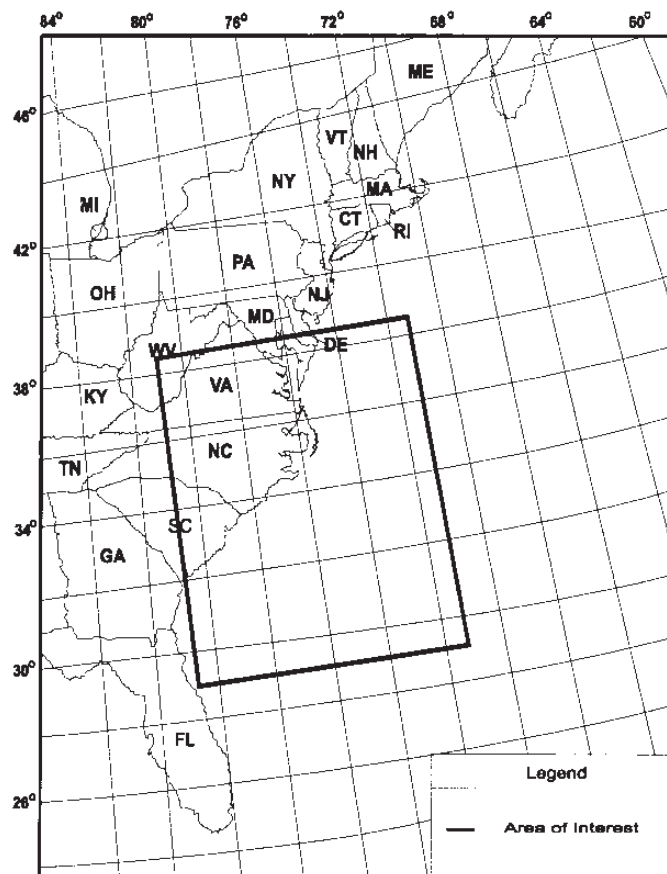 84° 80° 76° 72° 68° 64° 60°
ME
46°
VT
NH
NY
MA
MI
CT
RI
42°
PA
OH
NJ
MD
DE
WV
VA
38°
KY
NC
TN
34°
SC
GA
30°
FL
Legend
26°
Area of Interest